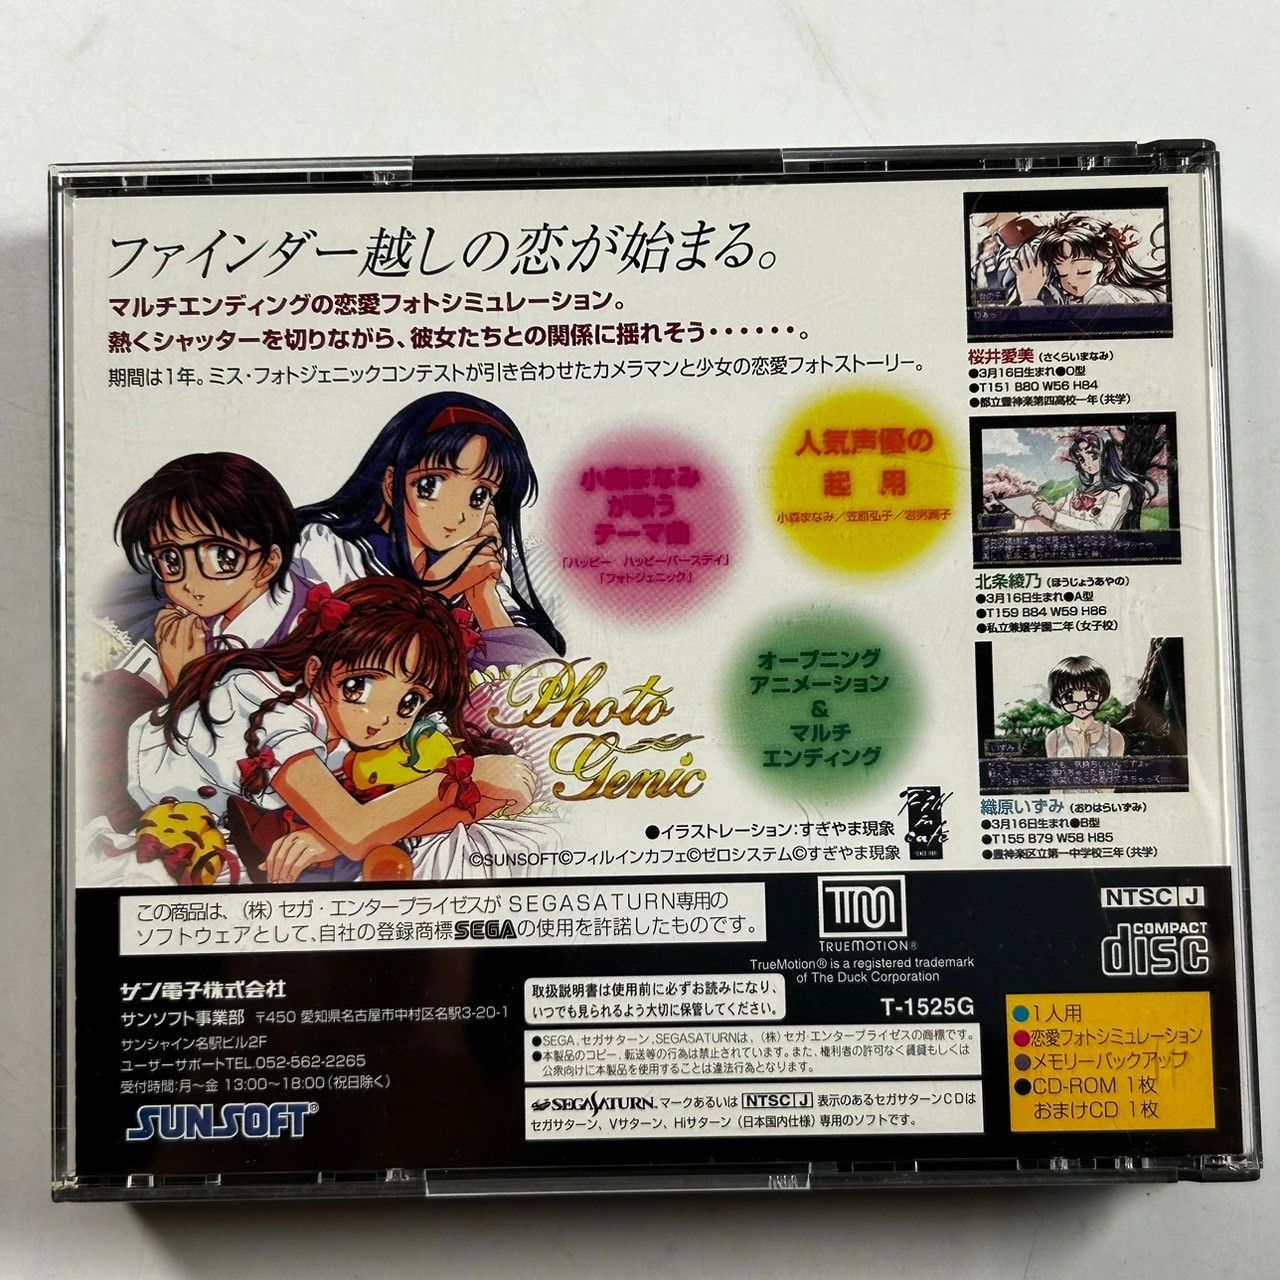 ファインダー越しの恋が始まる。
マルチエンディングの恋愛フォトシミュレーション。
熱くシャッターを切りながら、彼女たちとの関係に揺れそう‥‥‥。
期間は1年。ミス・フォトジェニックコンテストが引き合わせたカメラマンと少女の恋愛フォトストーリー。
小森まなみ
が歌う
テーマ曲
「ハッピー ハッピーバースデイ」
「フォトジェニック」
人気声優の
起用
小森まなみ／笠原弘子／岩男潤子
オープニング
アニメーション
&
マルチ
エンディング
Photo
Genic
●イラストレーション:すぎやま現象
©SUNSOFT©フィルインカフェ©ゼロシステム©すぎやま現象
Fill
in
Cafe
桜井愛美(さくらいまなみ)
●3月16日生まれ●O型
●T151 B80 W56 H84
●都立豊神楽第四高校一年(共学)
北条綾乃(ほうじょうあやの)
●3月16日生まれ●A型
●T159 B84 W59 H86
●私立兼嬢学園二年(女子校)
いずみ
織原いずみ(おりはらいずみ)
●3月16日生まれ●B型
●T155 B79 W58 H85
●豊神楽区立第一中学校三年(共学)
この商品は、(株)セガ・エンタープライゼスがSEGASATURN専用の
ソフトウェアとして、自社の登録商標SEGAの使用を許諾したものです。
TM
TRUEMOTION®
TrueMotion® is a registered trademark
of The Duck Corporation
NTSC J
COMPACT
disc
サン電子株式会社
サンソフト事業部 〒450 愛知県名古屋市中村区名駅3-20-1
サンシャイン名駅ビル2F
ユーザーサポートTEL.052-562-2265
受付時間:月～金 13:00～18:00(祝日除く)
SUNSOFT®
取扱説明書は使用前に必ずお読みになり、
いつでも見られるよう大切に保管してください。
T-1525G
●SEGA、セガサターン、SEGASATURNは、(株)セガ・エンタープライゼスの商標です。
●本製品のコピー、転送等の行為は禁止されています。また、権利者の許可なく賃貸もしくは
公衆向けに本製品を使用することは違法行為となります。
SEGASATURN™マークあるいは NTSC J 表示のあるセガサターンCDは
セガサターン、Vサターン、Hiサターン(日本国内仕様)専用のソフトです。
●1人用
●恋愛フォトシミュレーション
●メモリーバックアップ
●CD-ROM 1枚
おまけCD 1枚